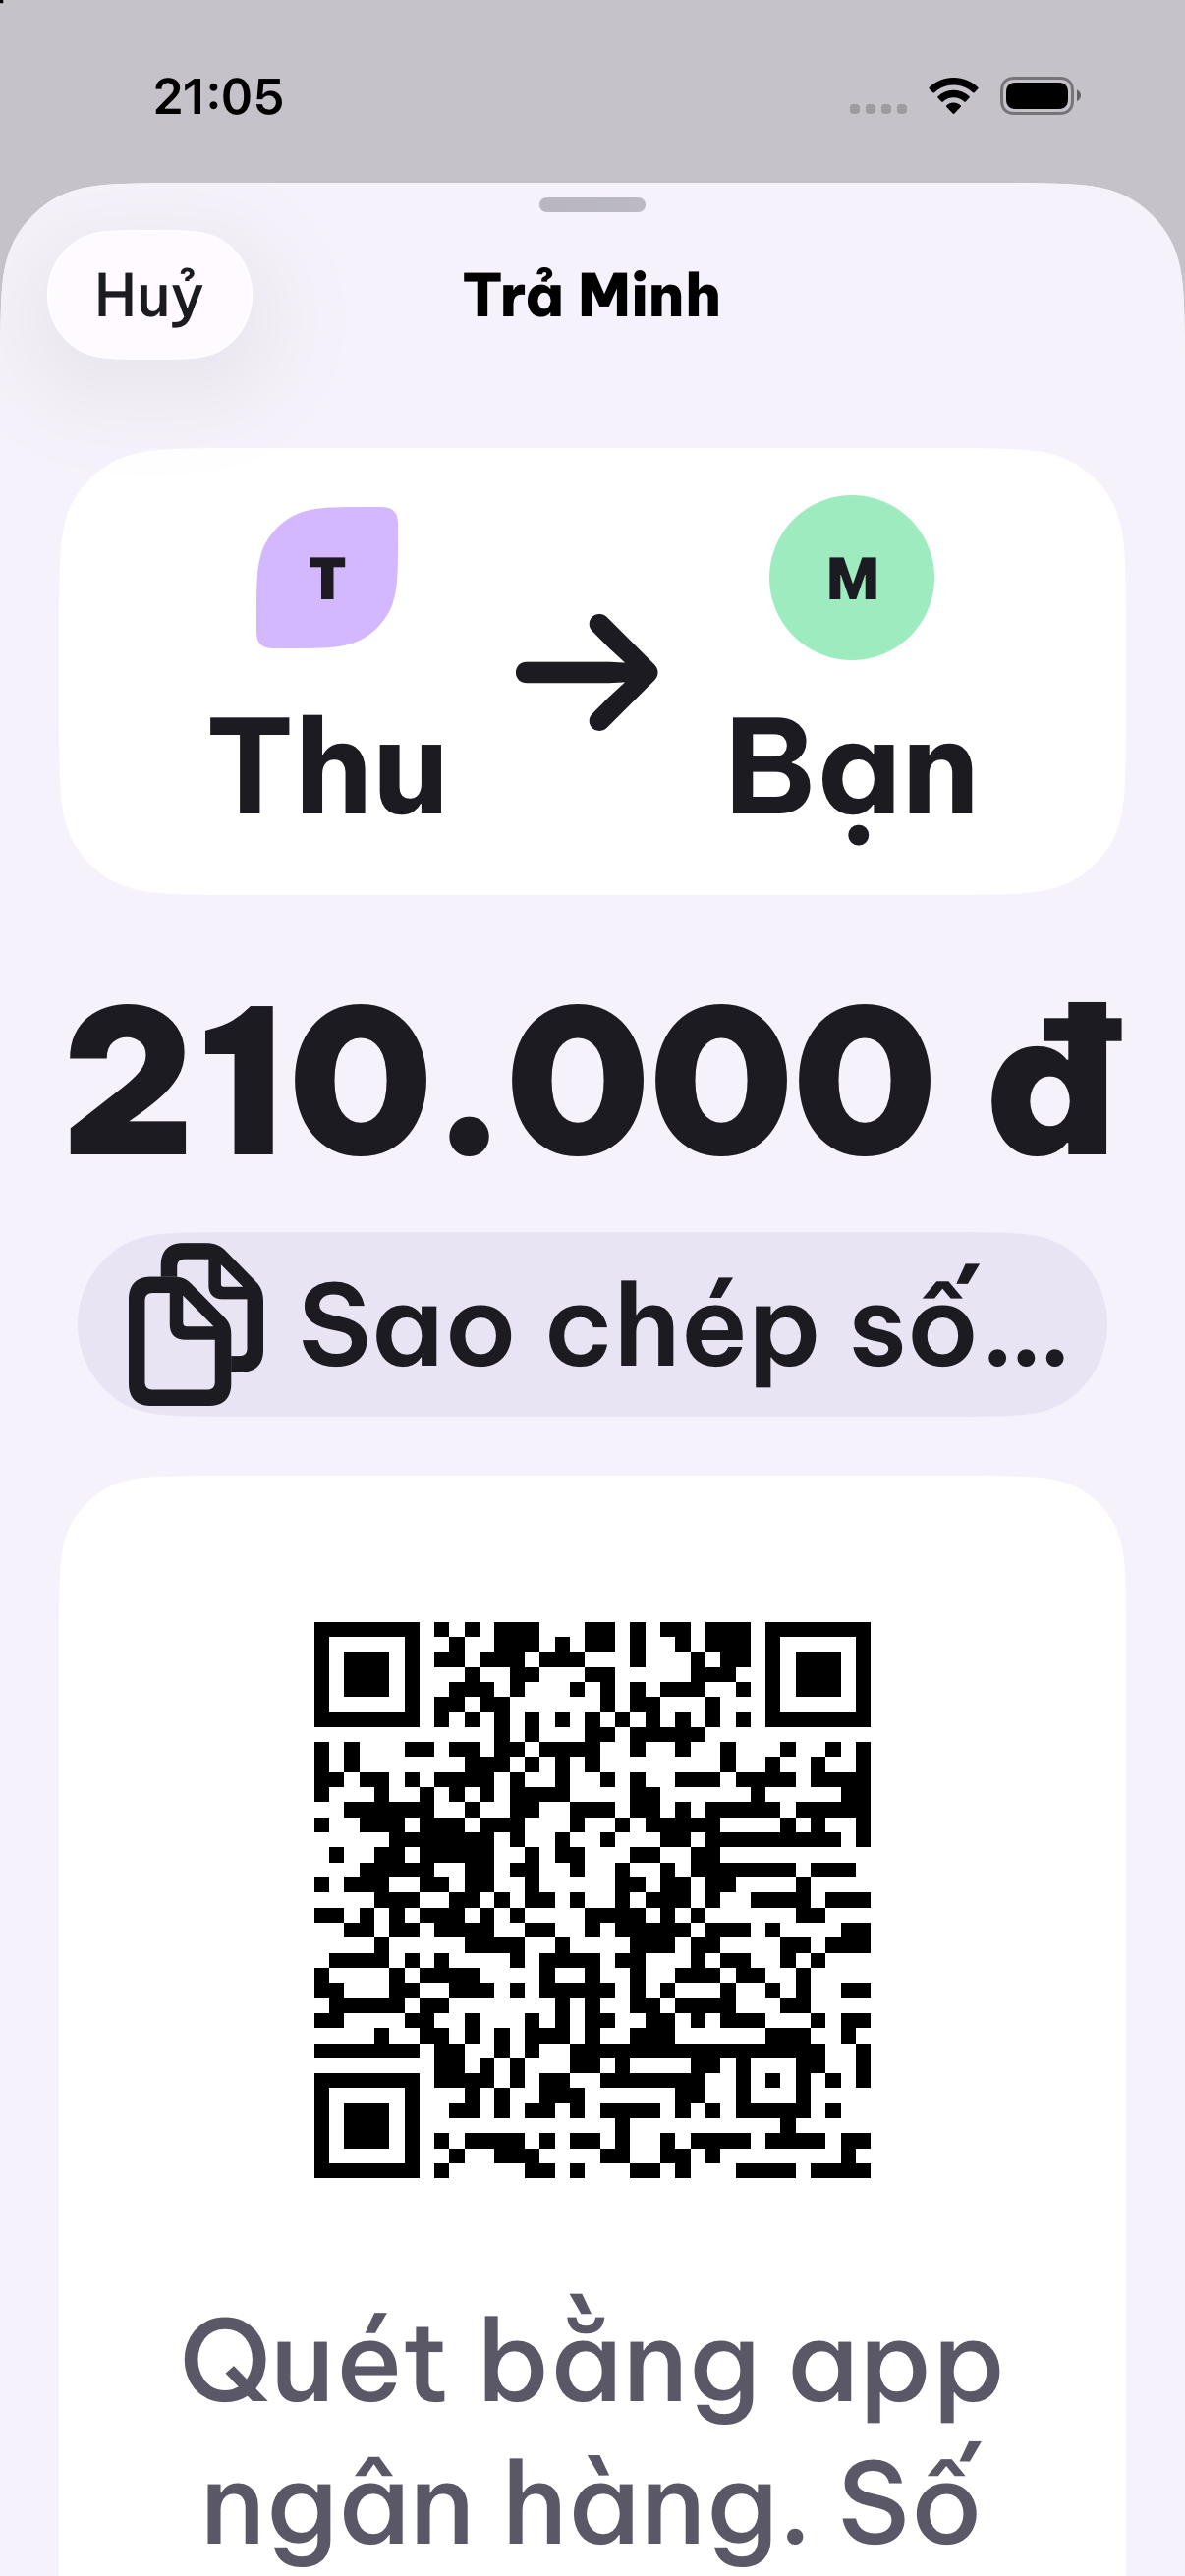 21:05
Huỷ
Trả Minh
T
M
Thu
Bạn
210.000 đ
Sao chép số...
Quét bằng app
ngân hàng. Số